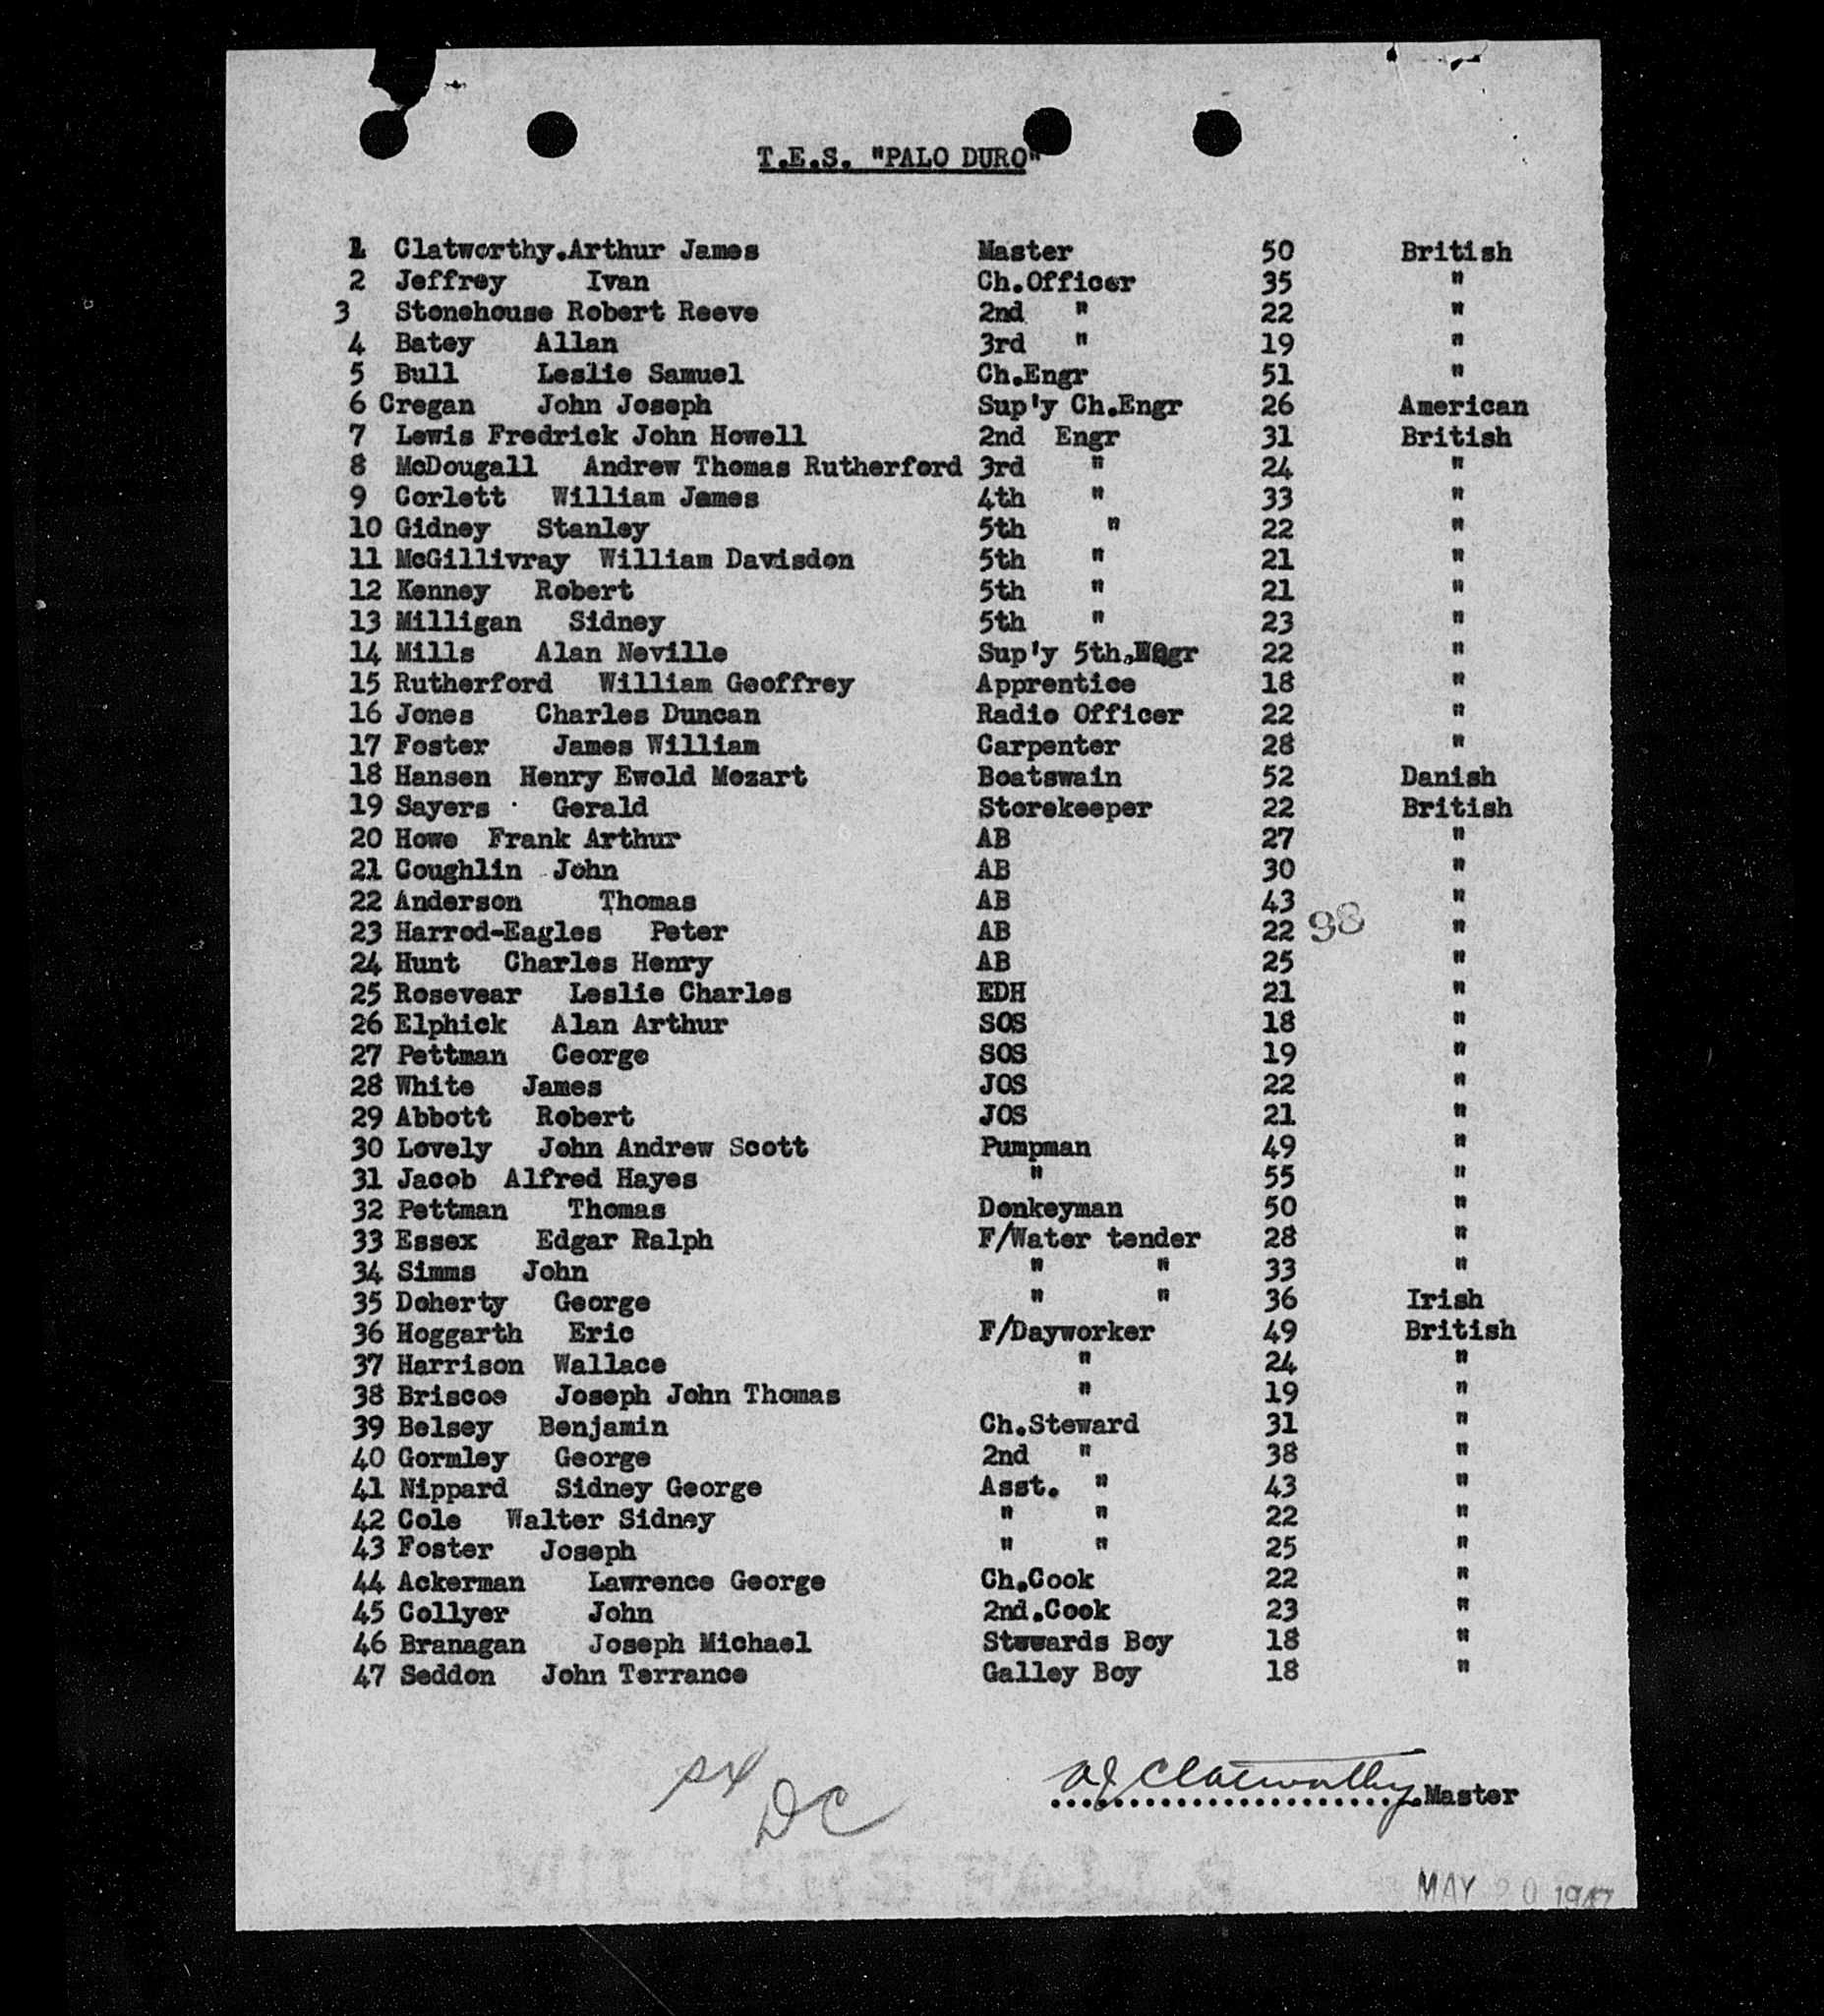 T.E.S. "PALO DURO"
1 Clatworthy.Arthur James Master 50 British
2 Jeffrey Ivan Ch.Officer 35 "
3 Stonehouse Robert Reeve 2nd " 22 "
4 Batey Allan 3rd " 19 "
5 Bull Leslie Samuel Ch.Engr 51 "
6 Cregan John Joseph Sup'y Ch.Engr 26 American
7 Lewis Fredrick John Howell 2nd Engr 31 British
8 McDougall Andrew Thomas Rutherford 3rd " 24 "
9 Corlett William James 4th " 33 "
10 Gidney Stanley 5th " 22 "
11 McGillivray William Davisdon 5th " 21 "
12 Kenney Robert 5th " 21 "
13 Milligan Sidney 5th " 23 "
14 Mills Alan Neville Sup'y 5th. 22 "
15 Rutherford William Geoffrey Apprentice 18 "
16 Jones Charles Duncan Radio Officer 22 "
17 Foster James William Carpenter 28 "
18 Hansen Henry Ewold Mozart Boatswain 52 Danish
19 Sayers Gerald Storekeeper 22 British
20 Howe Frank Arthur AB 27 "
21 Coughlin John AB 30 "
22 Anderson Thomas AB 43 "
23 Harrod-Eagles Peter AB 22 98 "
24 Hunt Charles Henry AB 25 "
25 Rosevear Leslie Charles EDH 21 "
26 Elphick Alan Arthur SOS 18 "
27 Pettman George SOS 19 "
28 White James JOS 22 "
29 Abbott Robert JOS 21 "
30 Lovely John Andrew Scott Pumpman 49 "
31 Jacob Alfred Hayes " 55 "
32 Pettman Thomas Donkeyman 50 "
33 Essex Edgar Ralph F/Water tender 28 "
34 Simms John " " 33 "
35 Doherty George " " 36 Irish
36 Hoggarth Eric F/Dayworker 49 British
37 Harrison Wallace " 24 "
38 Briscoe Joseph John Thomas " 19 "
39 Belsey Benjamin Ch.Steward 31 "
40 Gormley George 2nd " 38 "
41 Nippard Sidney George Asst. " 43 "
42 Cole Walter Sidney " " 22 "
43 Foster Joseph " " 25 "
44 Ackerman Lawrence George Ch.Cook 22 "
45 Collyer John 2nd.Cook 23 "
46 Branagan Joseph Michael Stewards Boy 18 "
47 Seddon John Terrance Galley Boy 18 "
DC
AJ Clatworthy Master
MAY 20 1947